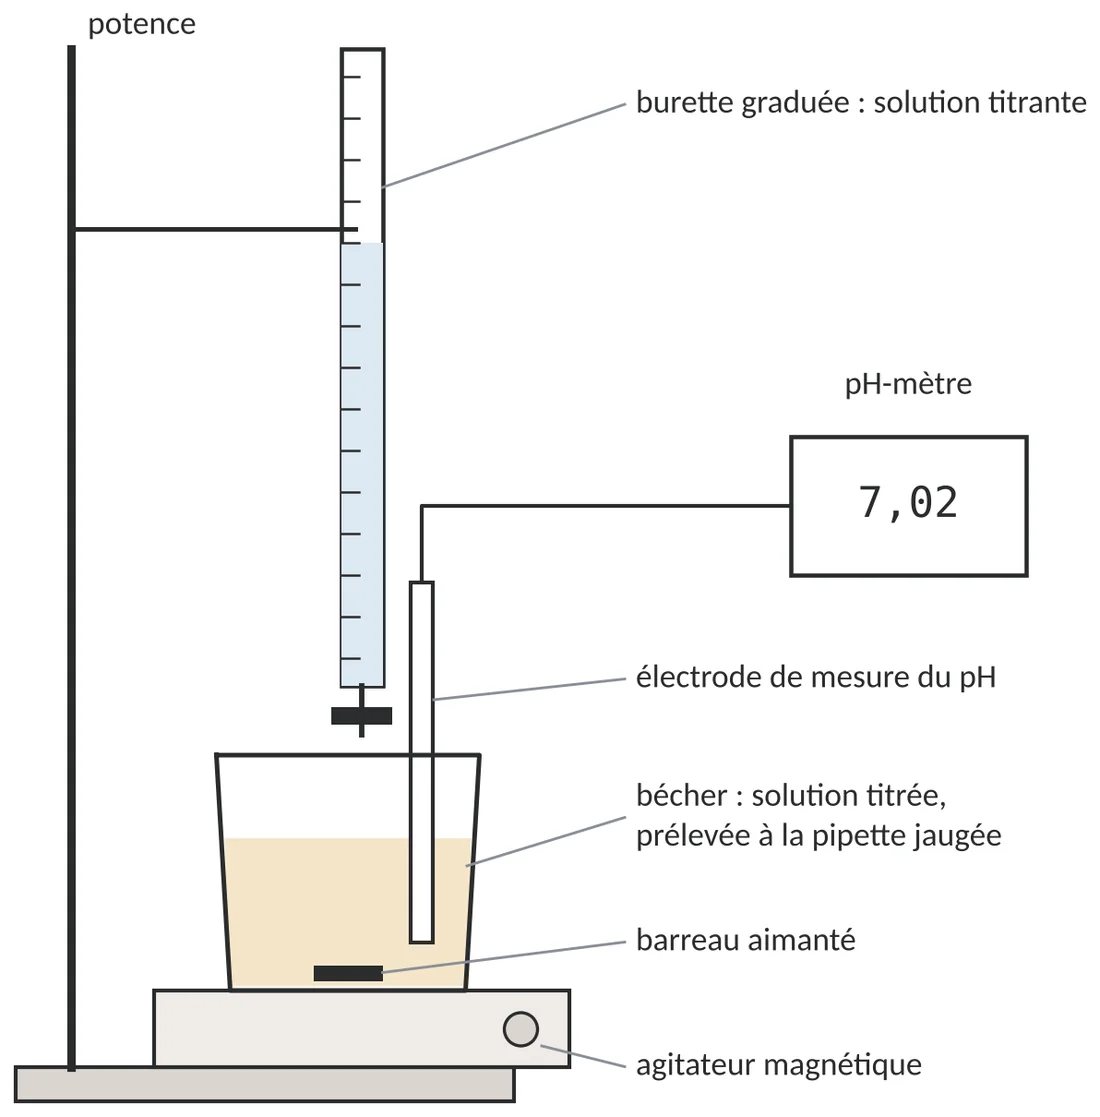 potence
burette graduée : solution titrante
pH-mètre
7,02
électrode de mesure du pH
bécher : solution titrée,
prélevée à la pipette jaugée
barreau aimanté
agitateur magnétique